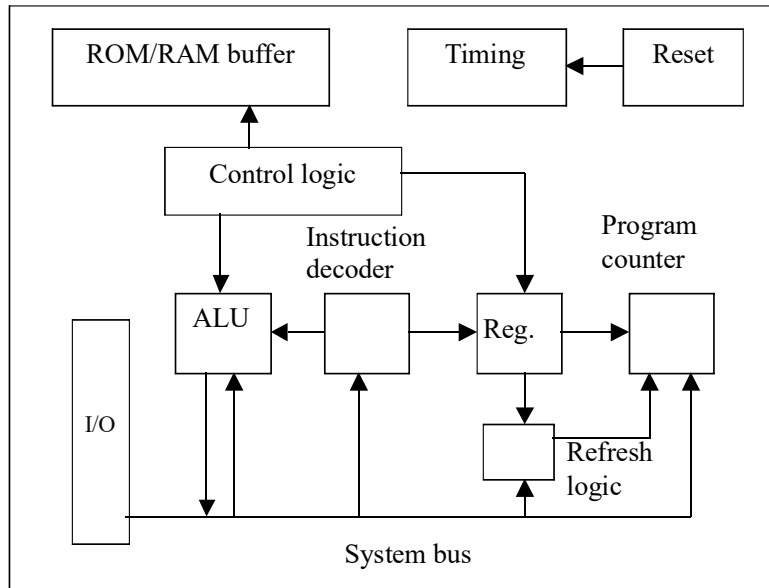 ROM/RAM buffer
Timing
Reset
Control logic
Instruction
decoder
Program
counter
ALU
Reg.
I/O
Refresh
logic
System bus